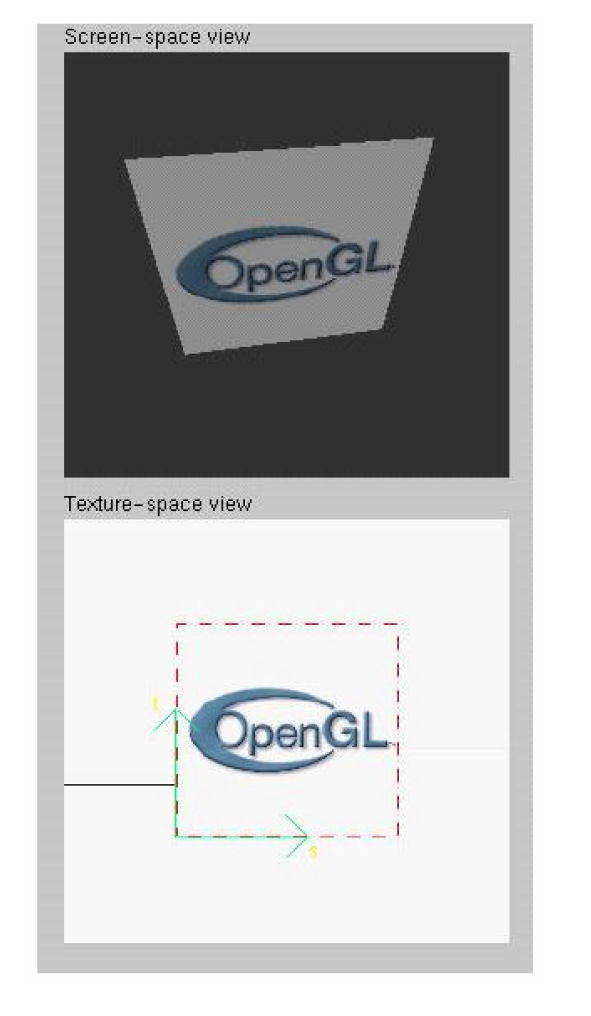 Screen-space view
OpenGL
Texture-space view
t
OpenGL
s